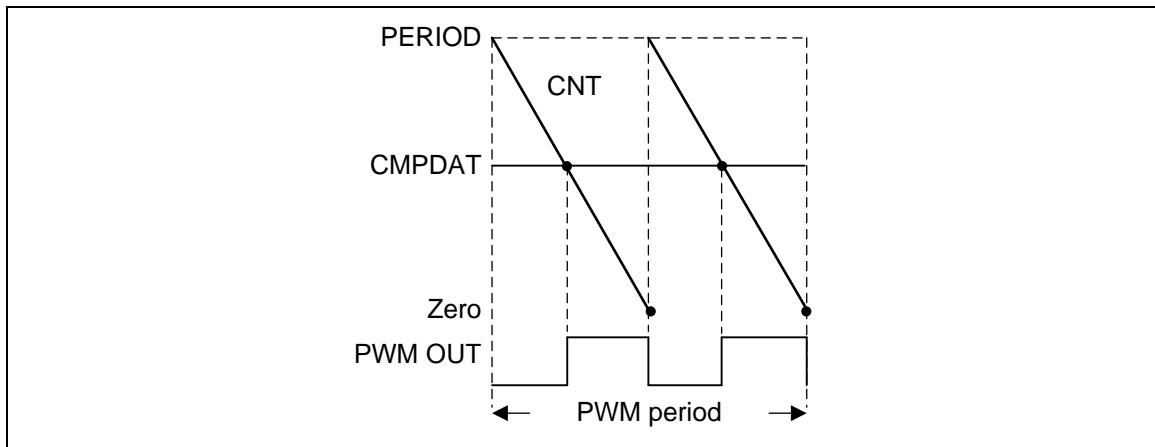 PERIOD
CNT
CMPDAT
Zero
PWM OUT
PWM period